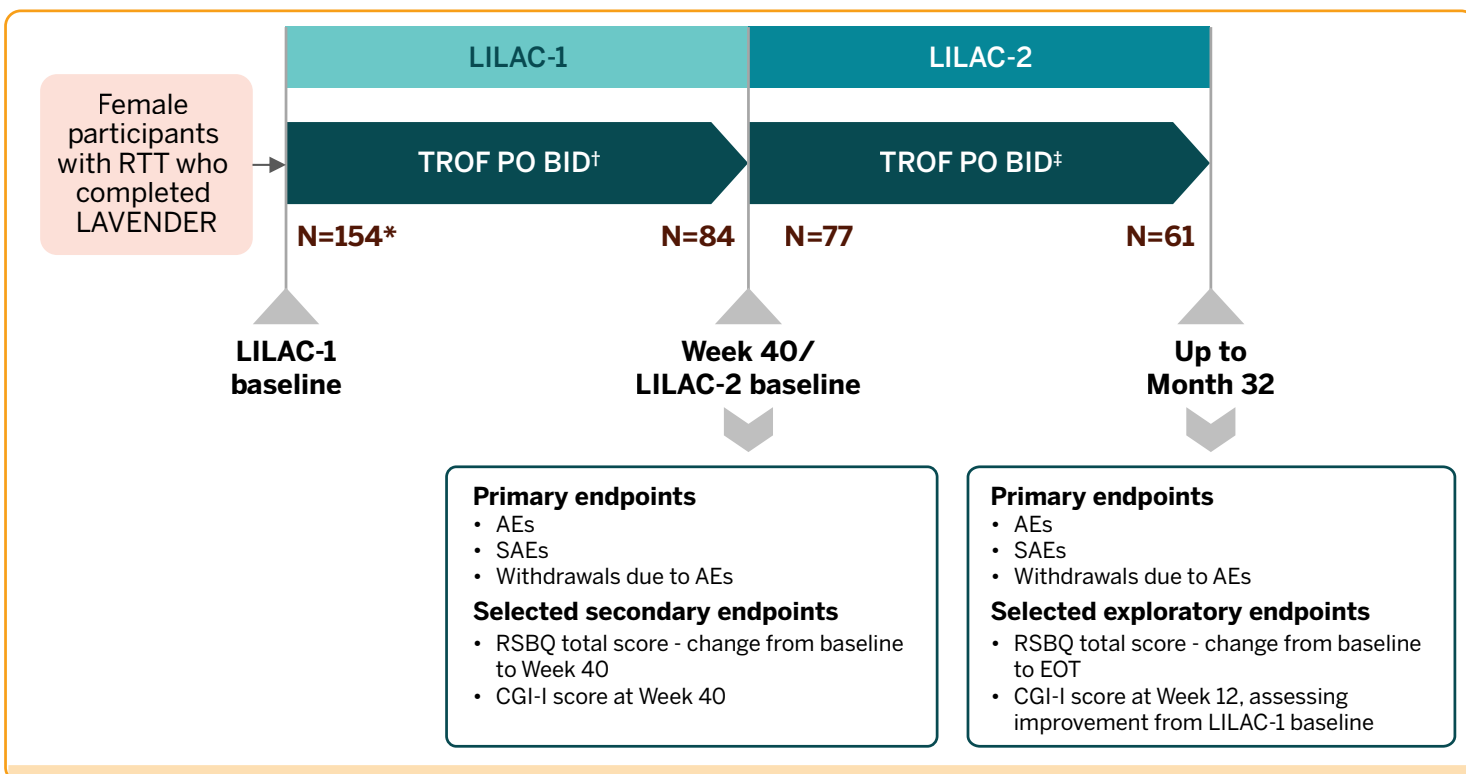 LILAC-1
LILAC-2
Female
participants
with RTT who
completed
LAVENDER
TROF PO BID†
TROF PO BID‡
N=154*
N=84
N=77
N=61
LILAC-1
baseline
Week 40/
LILAC-2 baseline
Up to
Month 32
Primary endpoints
• AEs
• SAEs
• Withdrawals due to AEs
Selected secondary endpoints
• RSBQ total score - change from baseline
to Week 40
• CGI-I score at Week 40
Primary endpoints
• AEs
• SAEs
• Withdrawals due to AEs
Selected exploratory endpoints
• RSBQ total score - change from baseline
to EOT
• CGI-I score at Week 12, assessing
improvement from LILAC-1 baseline